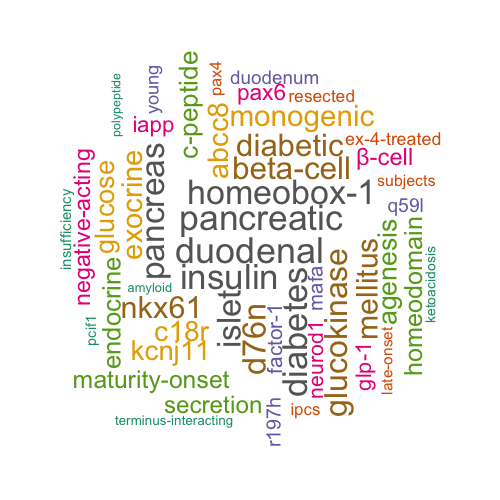 polypeptide
young
c-peptide
pax4
duodenum
pax6
resected
iapp
abcc8
monogenic
diabetic
ex-4-treated
beta-cell
β-cell
subjects
insufficiency
negative-acting
glucose
exocrine
pancreas
homeobox-1
pancreatic
q59l
duodenal
insulin
amyloid
pcif1
endocrine
nkx61
c18r
kcnj11
islet
d76n
factor-1
diabetes
mafa
neurod1
glucokinase
mellitus
glp-1
agenesis
late-onset
homeodomain
ketoacidosis
maturity-onset
secretion
terminus-interacting
r197h
ipcs